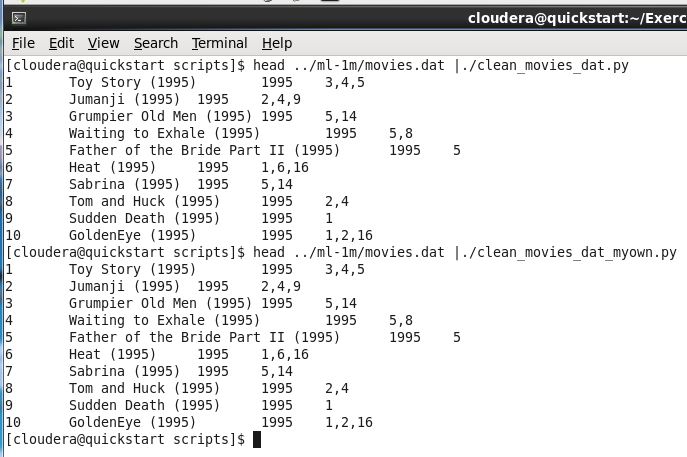 cloudera@quickstart:~/Exerc
File Edit View Search Terminal Help
[cloudera@quickstart scripts]$ head ../ml-1m/movies.dat |./clean_movies_dat.py
1       Toy Story (1995)        1995    3,4,5
2       Jumanji (1995)  1995    2,4,9
3       Grumpier Old Men (1995) 1995    5,14
4       Waiting to Exhale (1995)        1995    5,8
5       Father of the Bride Part II (1995)      1995    5
6       Heat (1995)     1995    1,6,16
7       Sabrina (1995)  1995    5,14
8       Tom and Huck (1995)     1995    2,4
9       Sudden Death (1995)     1995    1
10      GoldenEye (1995)        1995    1,2,16
[cloudera@quickstart scripts]$ head ../ml-1m/movies.dat |./clean_movies_dat_myown.py
1       Toy Story (1995)        1995    3,4,5
2       Jumanji (1995)  1995    2,4,9
3       Grumpier Old Men (1995) 1995    5,14
4       Waiting to Exhale (1995)        1995    5,8
5       Father of the Bride Part II (1995)      1995    5
6       Heat (1995)     1995    1,6,16
7       Sabrina (1995)  1995    5,14
8       Tom and Huck (1995)     1995    2,4
9       Sudden Death (1995)     1995    1
10      GoldenEye (1995)        1995    1,2,16
[cloudera@quickstart scripts]$